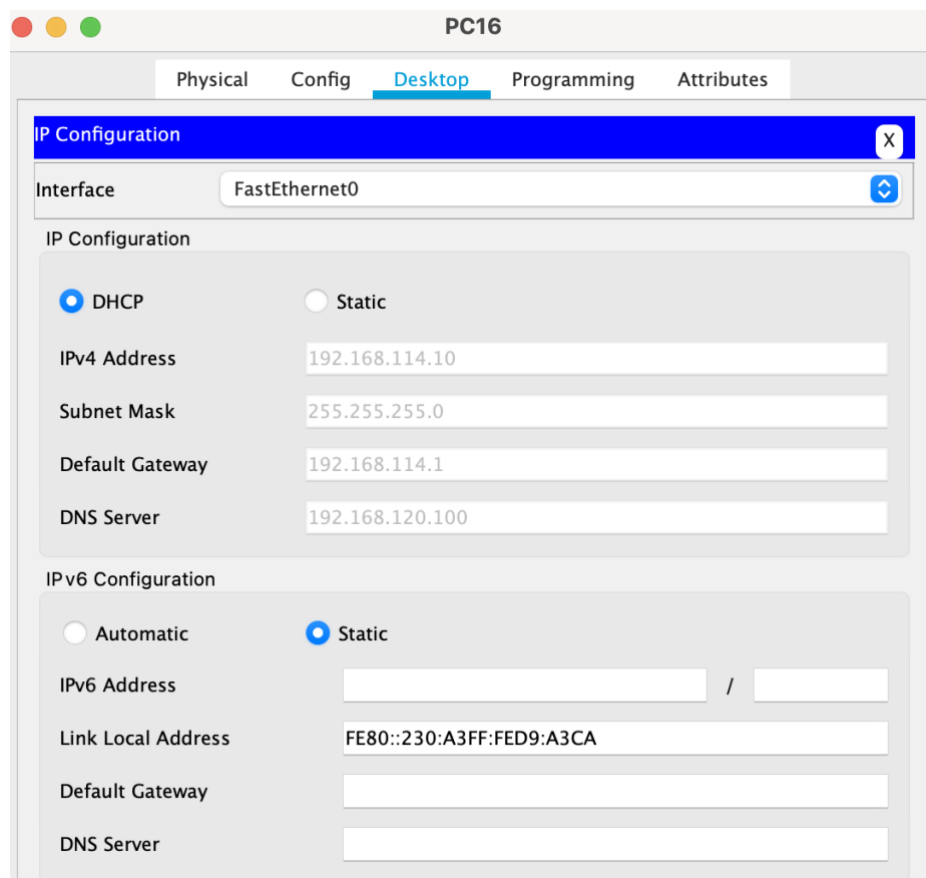 PC16
Physical Config Desktop Programming Attributes
IP Configuration
X
Interface FastEthernet0
IP Configuration
DHCP Static
IPv4 Address 192.168.114.10
Subnet Mask 255.255.255.0
Default Gateway 192.168.114.1
DNS Server 192.168.120.100
IPv6 Configuration
Automatic Static
IPv6 Address /
Link Local Address FE80::230:A3FF:FED9:A3CA
Default Gateway
DNS Server